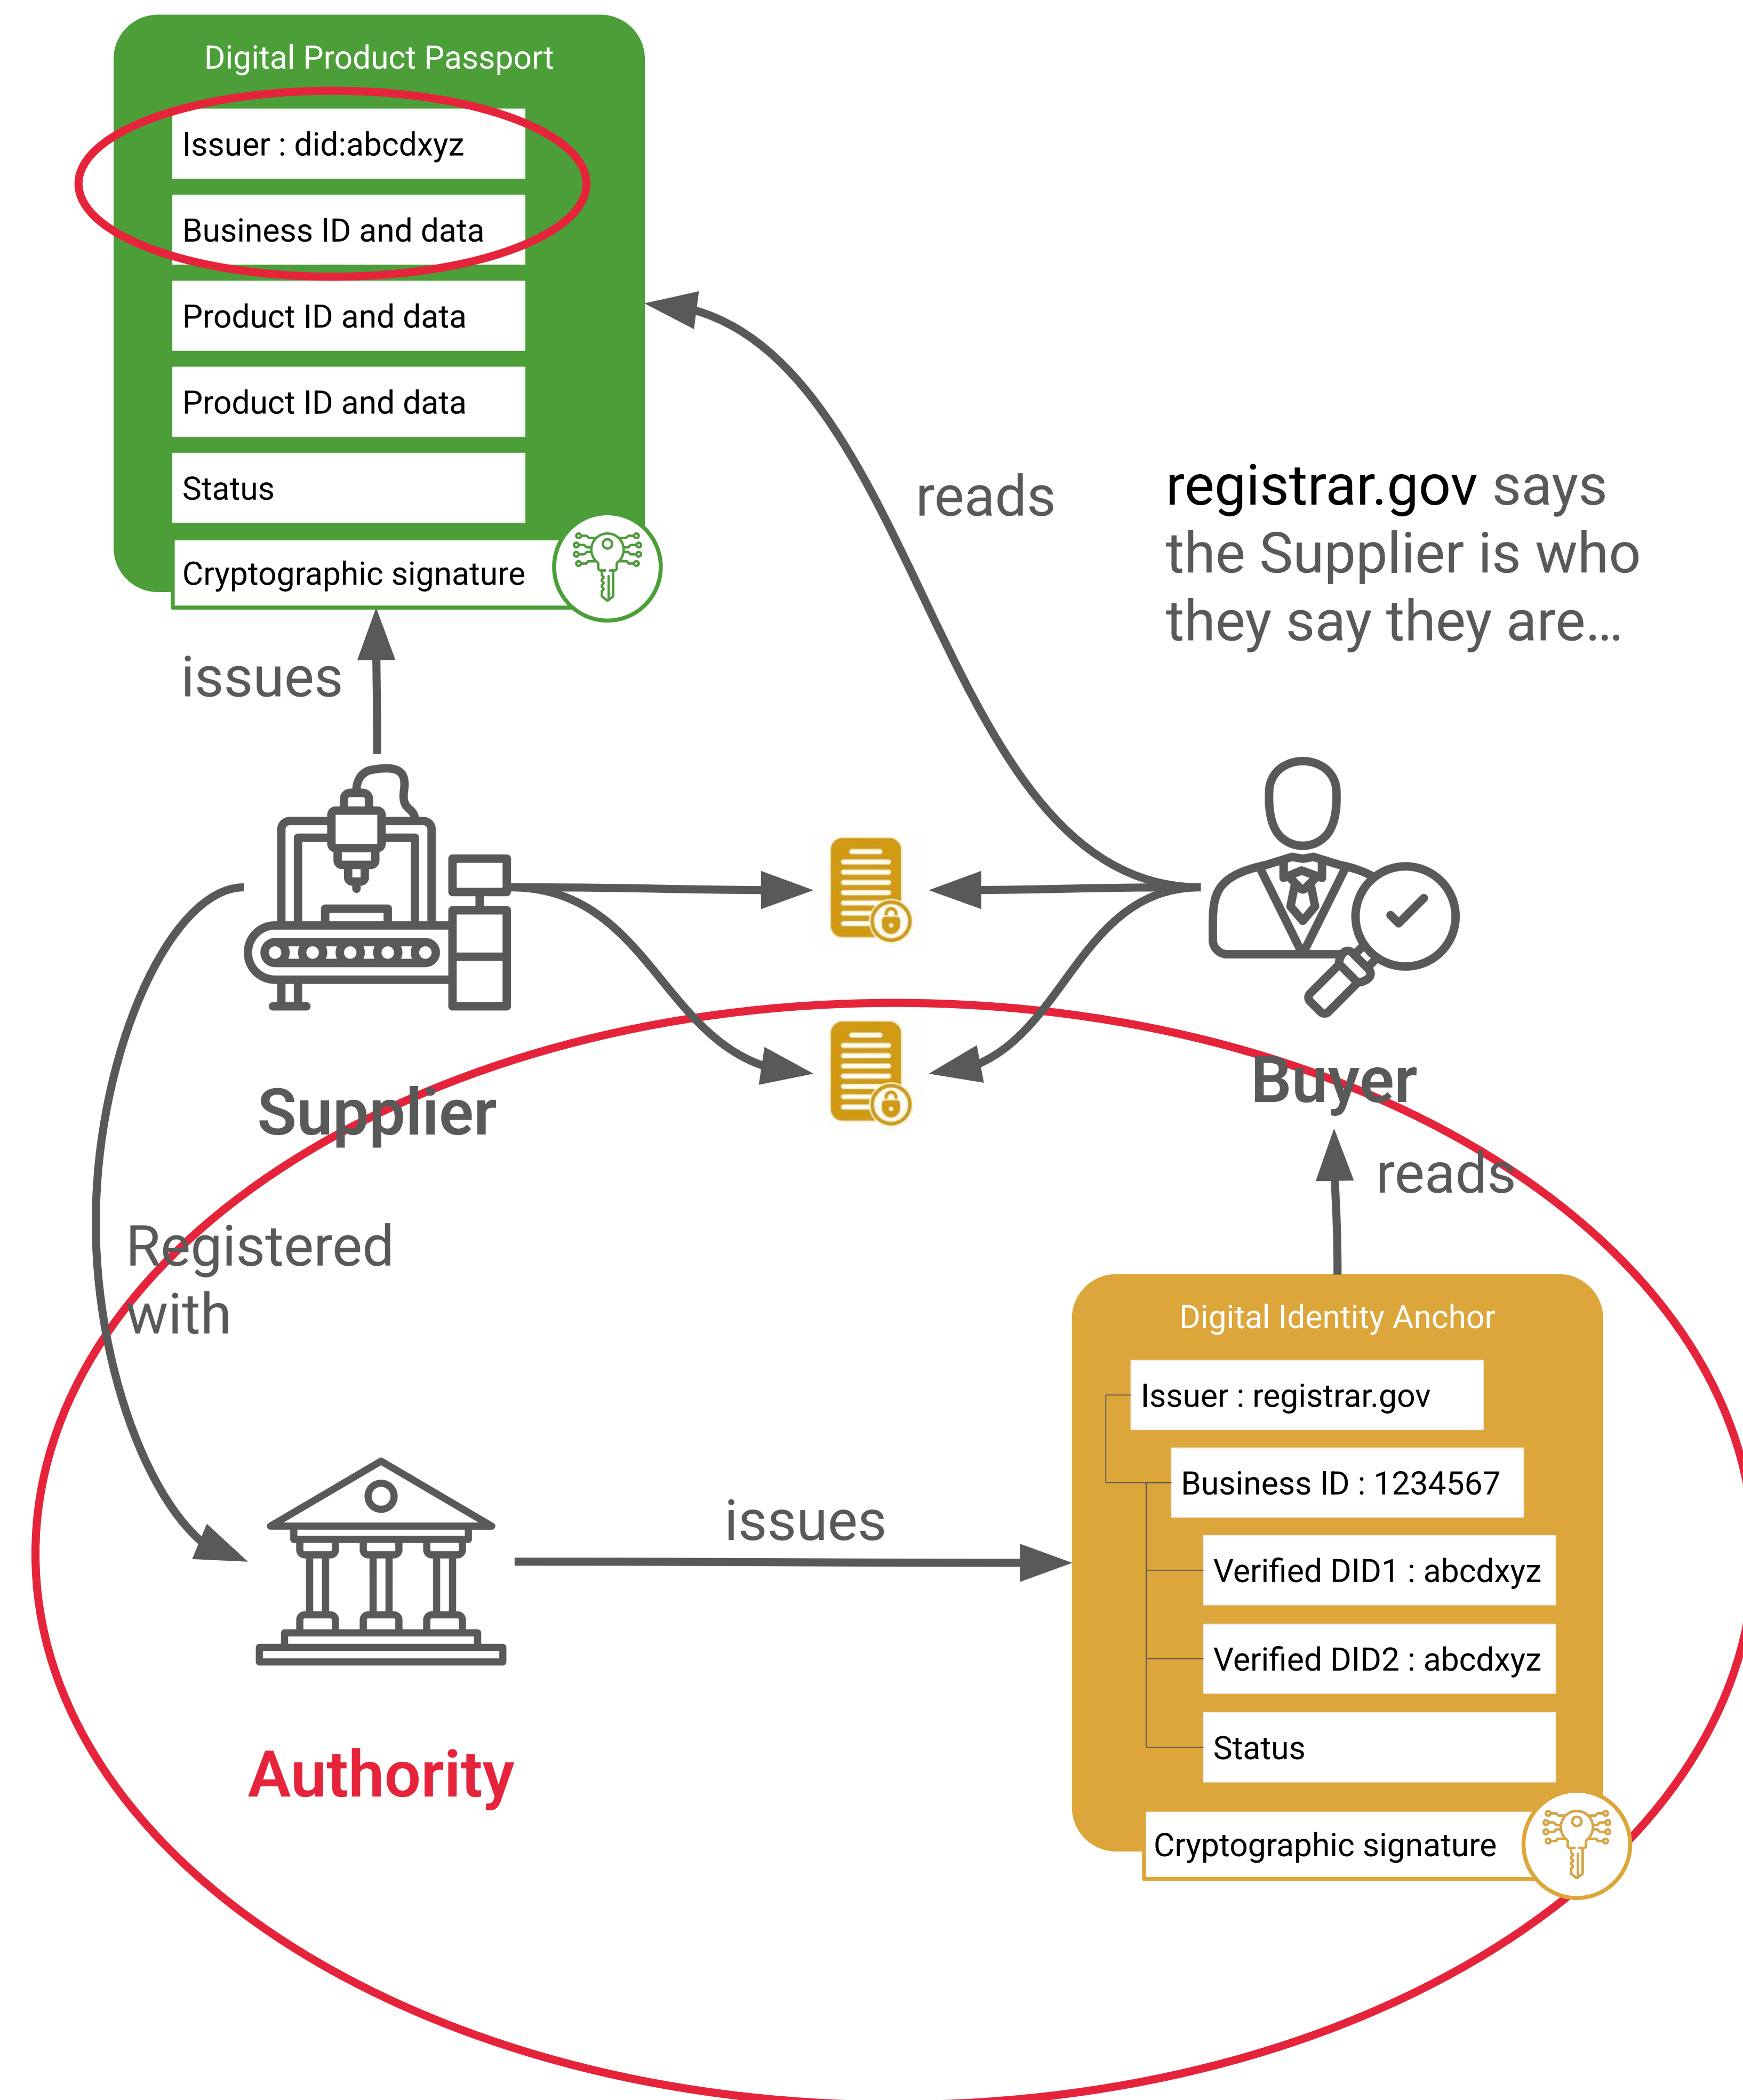 Digital Product Passport
Issuer : did:abcdxyz
Business ID and data
Product ID and data
Product ID and data
Status
Cryptographic signature
issues
reads
registrar.gov says
the Supplier is who
they say they are...
Supplier
Buyer
reads
Registered
with
Authority
issues
Digital Identity Anchor
Issuer : registrar.gov
Business ID : 1234567
Verified DID1 : abcdxyz
Verified DID2 : abcdxyz
Status
Cryptographic signature